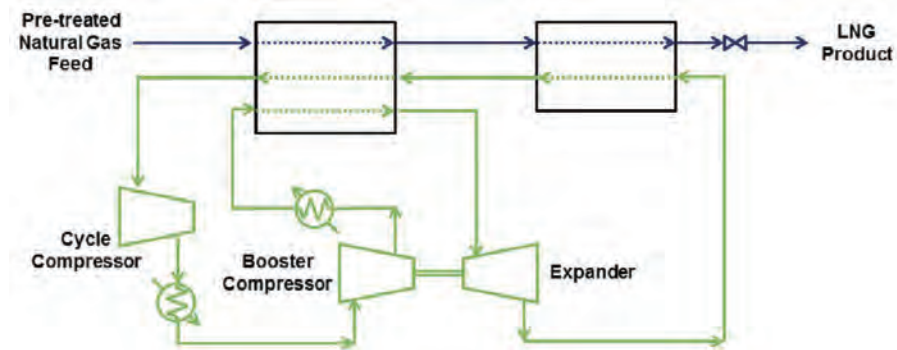 Pre-treated
Natural Gas
Feed
LNG
Product
Cycle
Compressor
Booster
Compressor
Expander